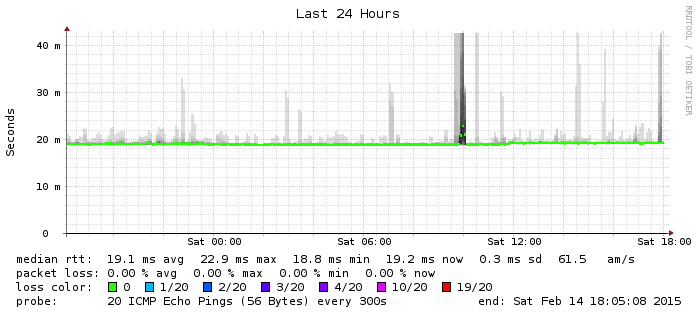 Last 24 Hours
RRDTOOL / TOBI OETIKER
Seconds
40 m
30 m
20 m
10 m
0
Sat 00:00 Sat 06:00 Sat 12:00 Sat 18:00
median rtt: 19.1 ms avg 22.9 ms max 18.8 ms min 19.2 ms now 0.3 ms sd 61.5 am/s
packet loss: 0.00 % avg 0.00 % max 0.00 % min 0.00 % now
loss color: 0 1/20 2/20 3/20 4/20 10/20 19/20
probe: 20 ICMP Echo Pings (56 Bytes) every 300s end: Sat Feb 14 18:05:08 2015